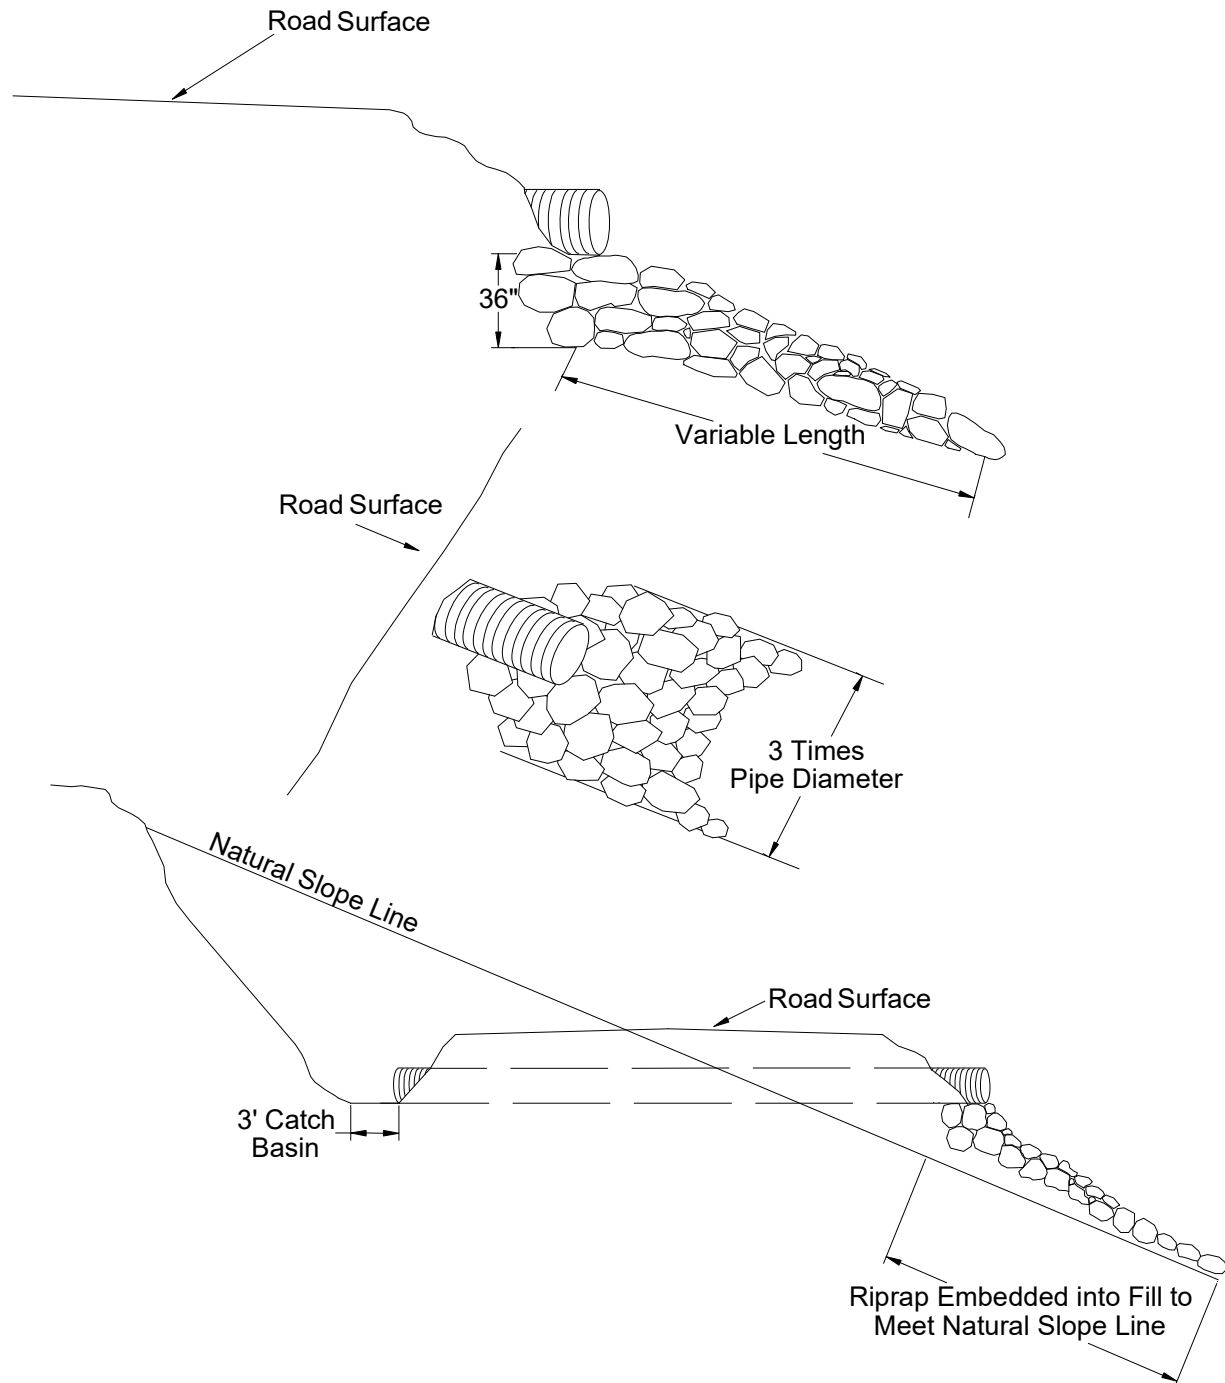 Road Surface
36"
Variable Length
Road Surface
3 Times
Pipe Diameter
Natural Slope Line
Road Surface
3' Catch
Basin
Riprap Embedded into Fill to
Meet Natural Slope Line